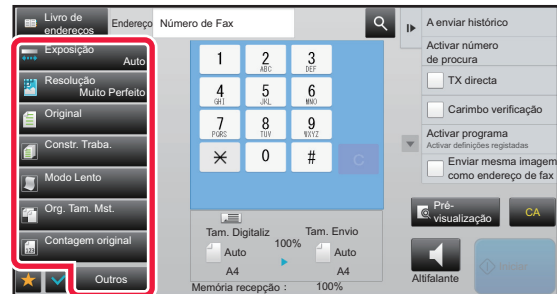 Livro de
endereços
Endereço
Número de Fax
Exposição
Auto
Resolução
Muito Perfeito
Original
Constr. Traba.
Modo Lento
Org. Tam. Mst.
Contagem original
Outros
1
2
ABC
3
DEF
4
GHI
5
JKL
6
MNO
7
PQRS
8
TUV
9
WXYZ
0
#
C
Tam. Digitaliz
100%
Tam. Envio
Auto
A4
Auto
A4
Memória recepção :
100%
A enviar histórico
Activar número
de procura
TX directa
Carimbo verificação
Activar programa
Activar definições registadas
Enviar mesma imagem
como endereço de fax
Pré-
visualização
CA
Altifalante
Iniciar